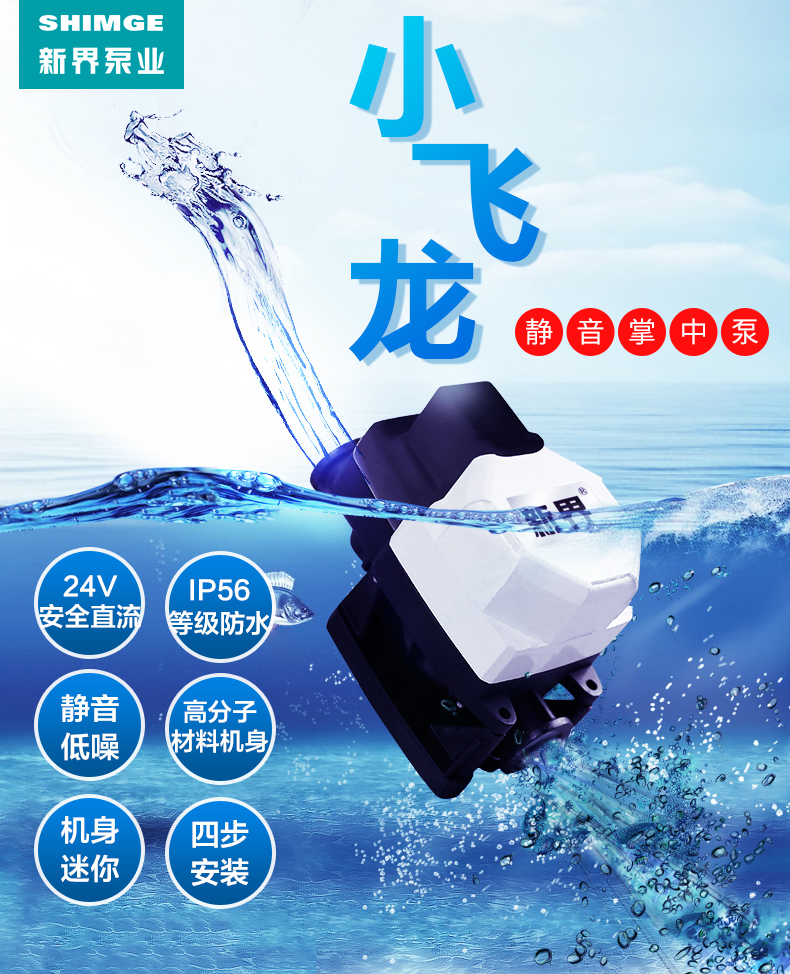 SHIMGE
新界泵业
小飞龙
静音掌中泵
新界®
24V
安全直流
IP56
等级防水
静音
低噪
高分子
材料机身
机身
迷你
四步
安装